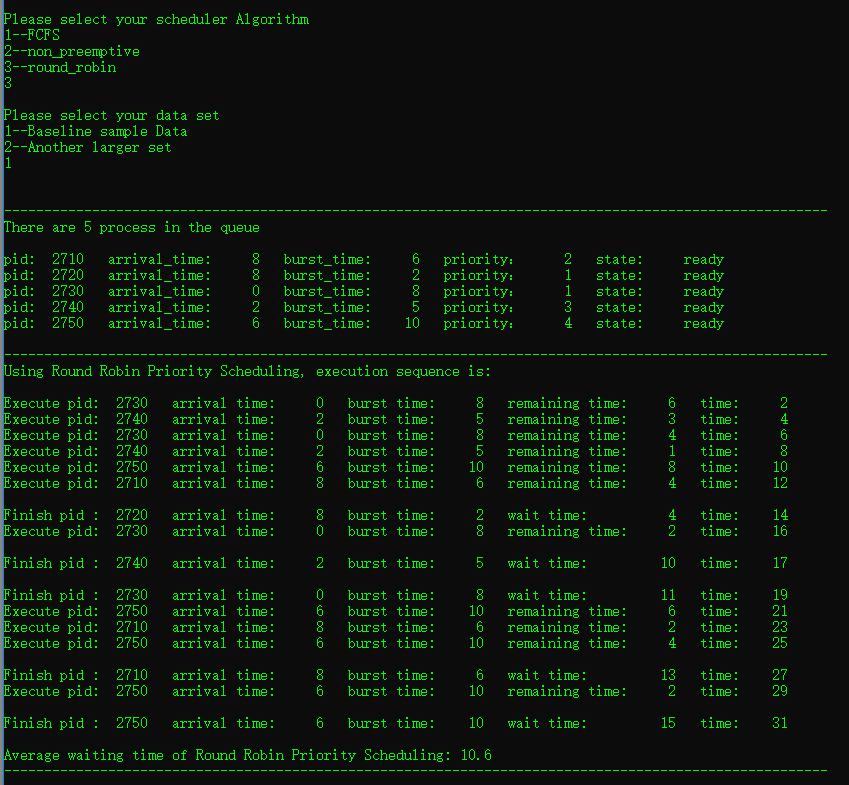 Please select your scheduler Algorithm
1--FCFS
2--non_preemptive
3--round_robin
3
Please select your data set
1--Baseline sample Data
2--Another larger set
1
-------------------------------------------------------------------------------------------------------
There are 5 process in the queue
pid:  2710   arrival_time:     8   burst_time:     6   priority:      2   state:     ready
pid:  2720   arrival_time:     8   burst_time:     2   priority:      1   state:     ready
pid:  2730   arrival_time:     0   burst_time:     8   priority:      1   state:     ready
pid:  2740   arrival_time:     2   burst_time:     5   priority:      3   state:     ready
pid:  2750   arrival_time:     6   burst_time:    10   priority:      4   state:     ready
-------------------------------------------------------------------------------------------------------
Using Round Robin Priority Scheduling, execution sequence is:
Execute pid:  2730   arrival time:     0   burst time:     8   remaining time:     6   time:     2
Execute pid:  2740   arrival time:     2   burst time:     5   remaining time:     3   time:     4
Execute pid:  2730   arrival time:     0   burst time:     8   remaining time:     4   time:     6
Execute pid:  2740   arrival time:     2   burst time:     5   remaining time:     1   time:     8
Execute pid:  2750   arrival time:     6   burst time:    10   remaining time:     8   time:    10
Execute pid:  2710   arrival time:     8   burst time:     6   remaining time:     4   time:    12
Finish pid :  2720   arrival time:     8   burst time:     2   wait time:          4   time:    14
Execute pid:  2730   arrival time:     0   burst time:     8   remaining time:     2   time:    16
Finish pid :  2740   arrival time:     2   burst time:     5   wait time:         10   time:    17
Finish pid :  2730   arrival time:     0   burst time:     8   wait time:         11   time:    19
Execute pid:  2750   arrival time:     6   burst time:    10   remaining time:     6   time:    21
Execute pid:  2710   arrival time:     8   burst time:     6   remaining time:     2   time:    23
Execute pid:  2750   arrival time:     6   burst time:    10   remaining time:     4   time:    25
Finish pid :  2710   arrival time:     8   burst time:     6   wait time:         13   time:    27
Execute pid:  2750   arrival time:     6   burst time:    10   remaining time:     2   time:    29
Finish pid :  2750   arrival time:     6   burst time:    10   wait time:         15   time:    31
Average waiting time of Round Robin Priority Scheduling: 10.6
-------------------------------------------------------------------------------------------------------